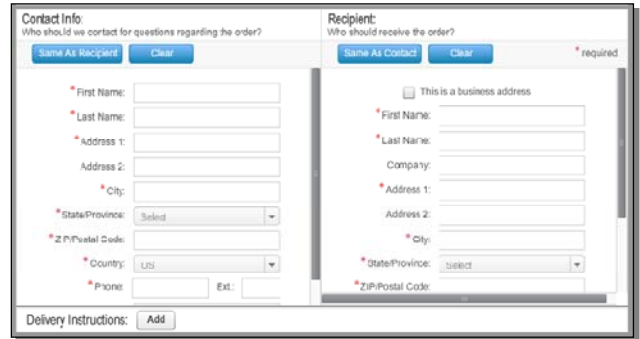 Contact Info:
Who should we contact for questions regarding the order?
Same As Recipient Clear
* First Name:
* Last Name:
* Address 1:
Address 2:
* City:
* State/Province: Select
* ZIP/Postal Code:
* Country: US
* Phone: Ext.:
Recipient:
Who should receive the order?
Same As Contact Clear * required
This is a business address
* First Name:
* Last Name:
Company:
* Address 1:
Address 2:
* City:
* State/Province: Select
* ZIP/Postal Code:
Delivery Instructions: Add